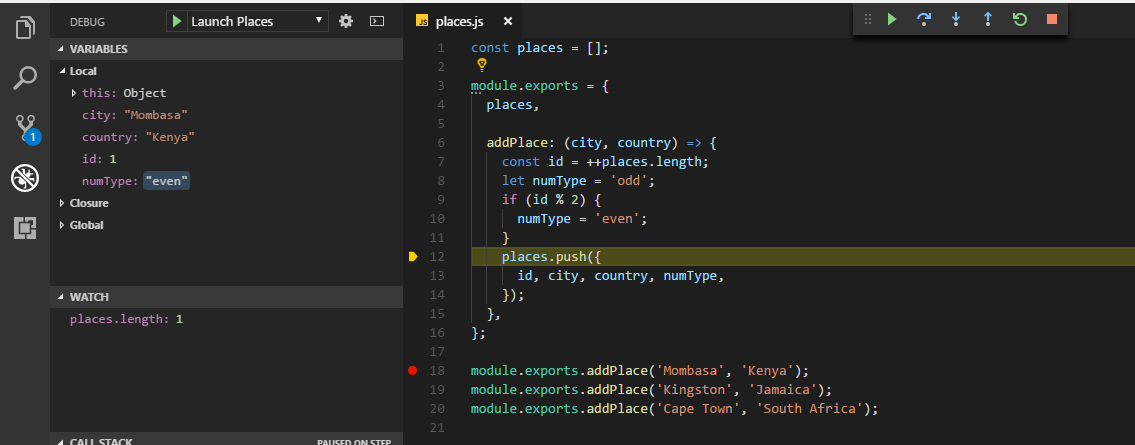 DEBUG
Launch Places
VARIABLES
Local
this: Object
city: "Mombasa"
country: "Kenya"
id: 1
numType: "even"
Closure
Global
WATCH
places.length: 1
CALL STACK
PAUSED ON STEP
1
JS places.js
1 const places = [];
2
3 module.exports = {
4 places,
5
6 addPlace: (city, country) => {
7 const id = ++places.length;
8 let numType = 'odd';
9 if (id % 2) {
10 numType = 'even';
11 }
12 places.push({
13 id, city, country, numType,
14 });
15 },
16 };
17
18 module.exports.addPlace('Mombasa', 'Kenya');
19 module.exports.addPlace('Kingston', 'Jamaica');
20 module.exports.addPlace('Cape Town', 'South Africa');
21